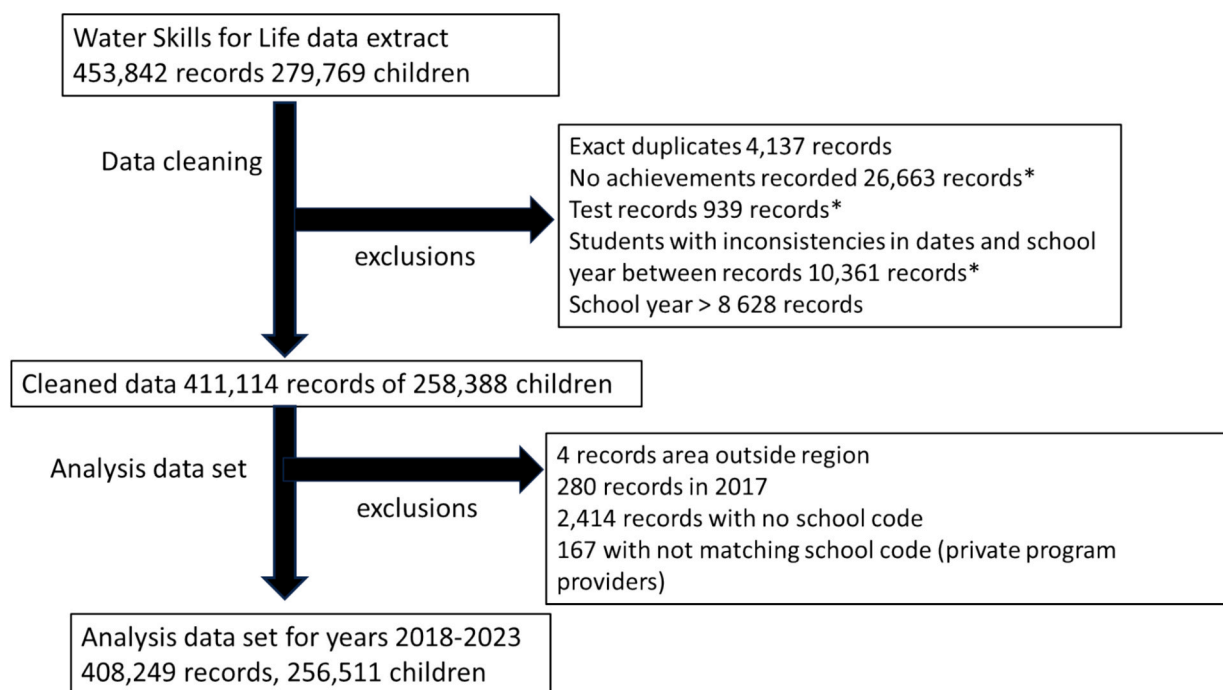 Water Skills for Life data extract
453,842 records 279,769 children
Data cleaning
Exact duplicates 4,137 records
No achievements recorded 26,663 records*
Test records 939 records*
exclusions
Students with inconsistencies in dates and school
year between records 10,361 records*
School year > 8 628 records
Cleaned data 411,114 records of 258,388 children
Analysis data set
4 records area outside region
280 records in 2017
exclusions
2,414 records with no school code
167 with not matching school code (private program
providers)
Analysis data set for years 2018-2023
408,249 records, 256,511 children